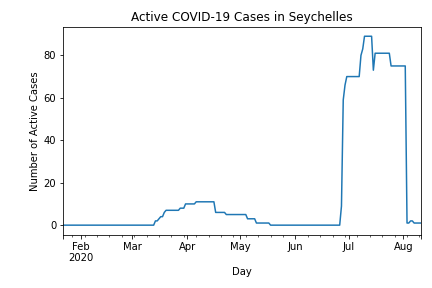 Active COVID-19 Cases in Seychelles
Number of Active Cases
80
60
40
20
0
Feb Mar Apr May Jun Jul Aug
2020
Day